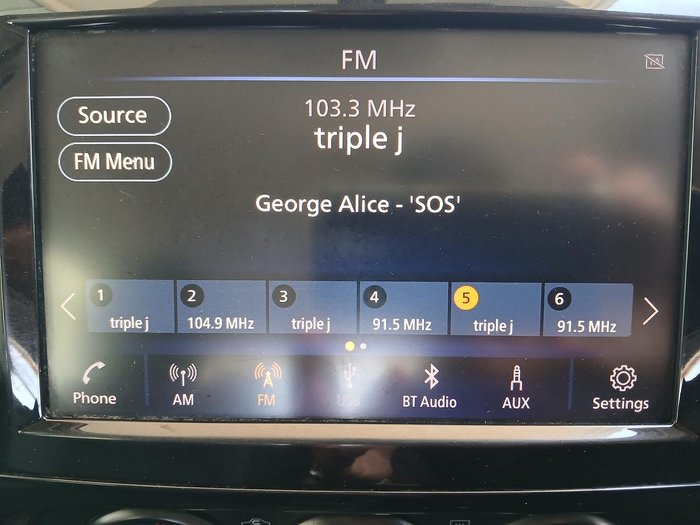 FM
TA
Source
103.3 MHz
triple j
FM Menu
George Alice - 'SOS'
1 2 3 4 5 6
triple j 104.9 MHz triple j 91.5 MHz triple j 91.5 MHz
Phone AM FM USB BT Audio AUX Settings